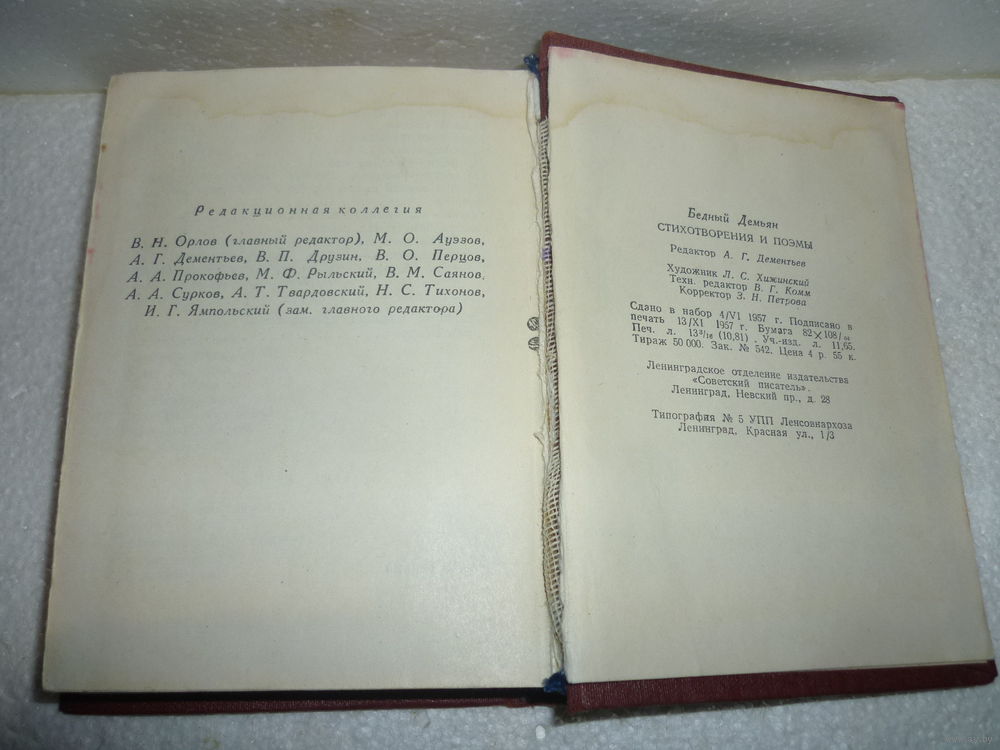 Редакционная коллегия
В. Н. Орлов (главный редактор), М. О. Ауэзов,
А. Г. Дементьев, В. П. Друзин, В. О. Перцов,
А. А. Прокофьев, М. Ф. Рыльский, В. М. Саянов,
А. А. Сурков, А. Т. Твардовский, Н. С. Тихонов,
И. Г. Ямпольский (зам. главного редактора)
Бедный Демьян
СТИХОТВОРЕНИЯ И ПОЭМЫ
Редактор А. Г. Дементьев
Художник Л. С. Хижинский
Техн. редактор В. Г. Комм
Корректор З. Н. Петрова
Сдано в набор 4/VI 1957 г. Подписано в
печать 13/XI 1957 г. Бумага 82×108/
Печ. л. 13³/₁₆ (10,81). Уч.-изд. л. 11,65.
Тираж 50 000. Зак. № 542. Цена 4 р. 55 к.
Ленинградское отделение издательства
«Советский писатель».
Ленинград, Невский пр., д. 28
Типография № 5 УПП Ленсовнархоза
Ленинград, Красная ул., 1/3